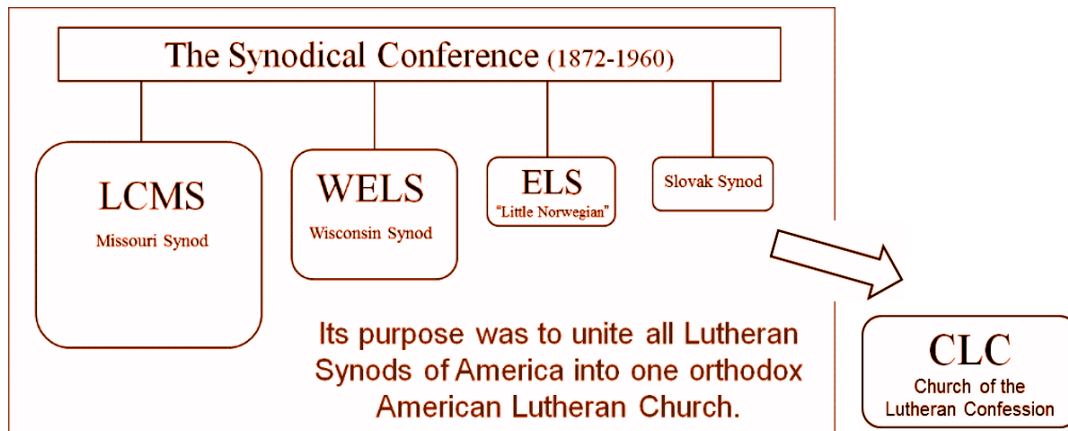 The Synodical Conference (1872-1960)
LCMS
Missouri Synod
WELS
Wisconsin Synod
ELS
“Little Norwegian”
Slovak Synod
Its purpose was to unite all Lutheran
Synods of America into one orthodox
American Lutheran Church.
CLC
Church of the
Lutheran Confession